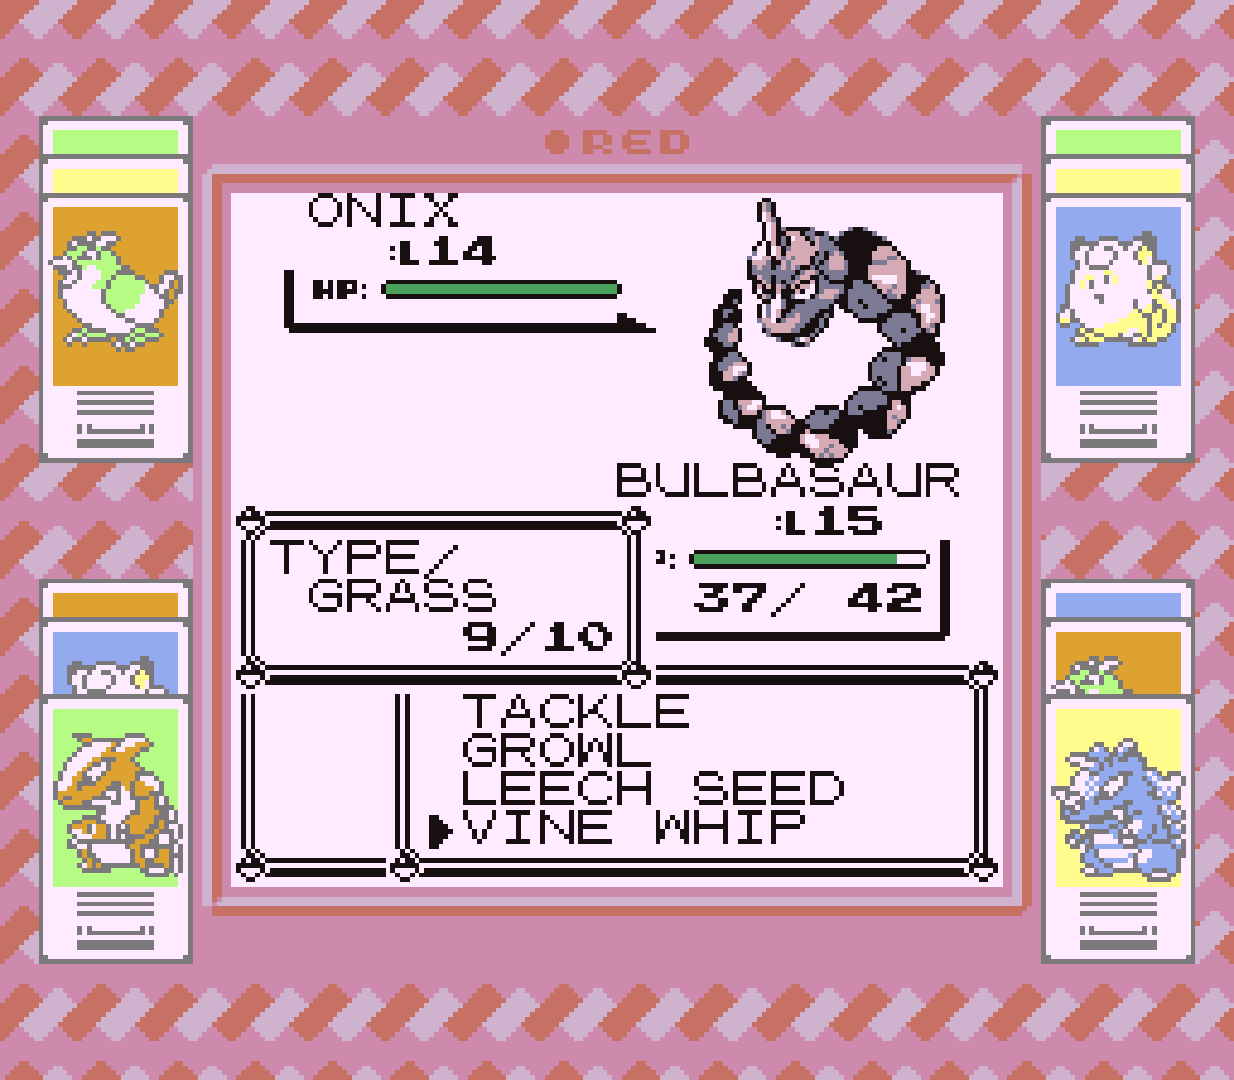 RED
ONIX
:L14
HP:
BULBASAUR
:L15
37/ 42
TYPE/
GRASS
9/10
TACKLE
GROWL
LEECH SEED
▶VINE WHIP